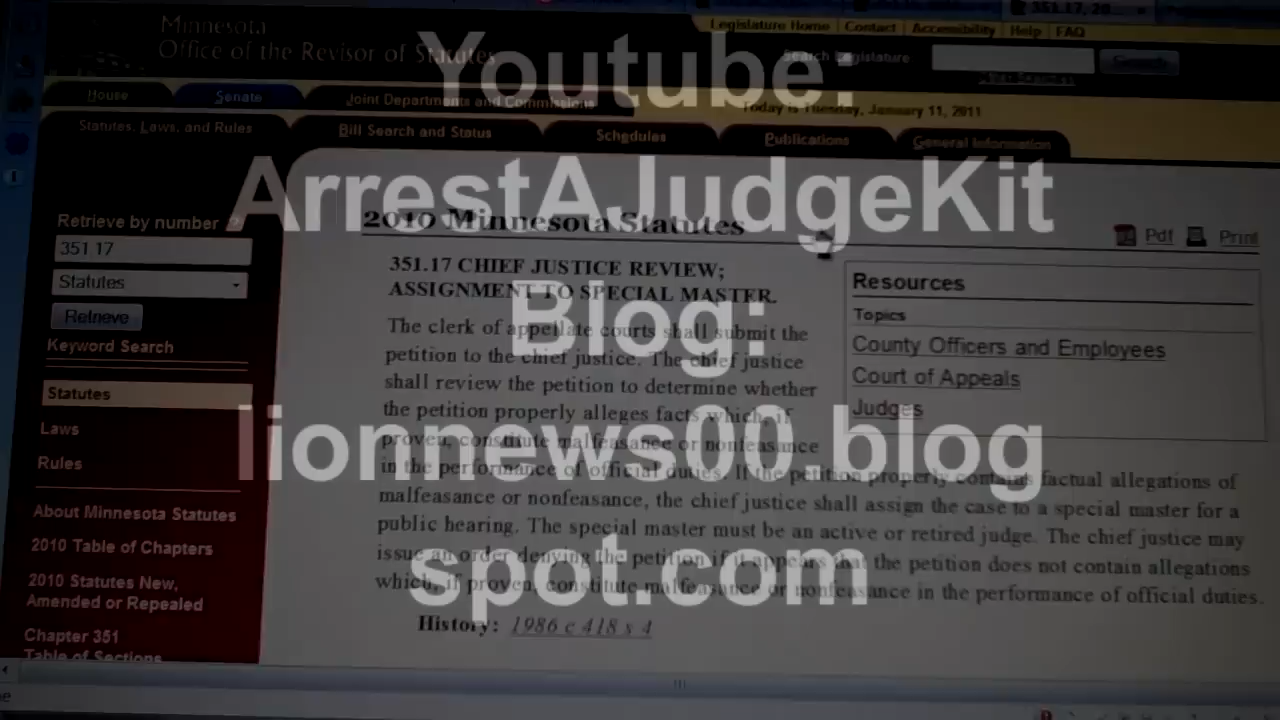 351.17, 20...
Minnesota
Office of the Revisor of Statutes
Legislature Home | Contact | Accessibility | Help | FAQ
Search Legislature
Search
House
Senate
Joint Departments and Commissions
Today is Tuesday, January 11, 2011
Statutes, Laws, and Rules
Bill Search and Status
Schedules
Publications
General Information
Youtube:
ArrestAJudgeKit
Blog:
lionnews00.blog
spot.com
Retrieve by number
351.17
Statutes
Retrieve
Keyword Search
Statutes
Laws
Rules
About Minnesota Statutes
2010 Table of Chapters
2010 Statutes New,
Amended or Repealed
Chapter 351
Table of Sections
2010 Minnesota Statutes
Pdf
Print
351.17 CHIEF JUSTICE REVIEW;
ASSIGNMENT TO SPECIAL MASTER.
The clerk of appellate courts shall submit the
petition to the chief justice. The chief justice
shall review the petition to determine whether
the petition properly alleges facts which, if
proven, constitute malfeasance or nonfeasance
in the performance of official duties. If the petition properly contains factual allegations of
malfeasance or nonfeasance, the chief justice shall assign the case to a special master for a
public hearing. The special master must be an active or retired judge. The chief justice may
issue an order denying the petition if it appears that the petition does not contain allegations
which, if proven, constitute malfeasance or nonfeasance in the performance of official duties.
History: 1986 c 418 s 4
Resources
Topics
County Officers and Employees
Court of Appeals
Judges